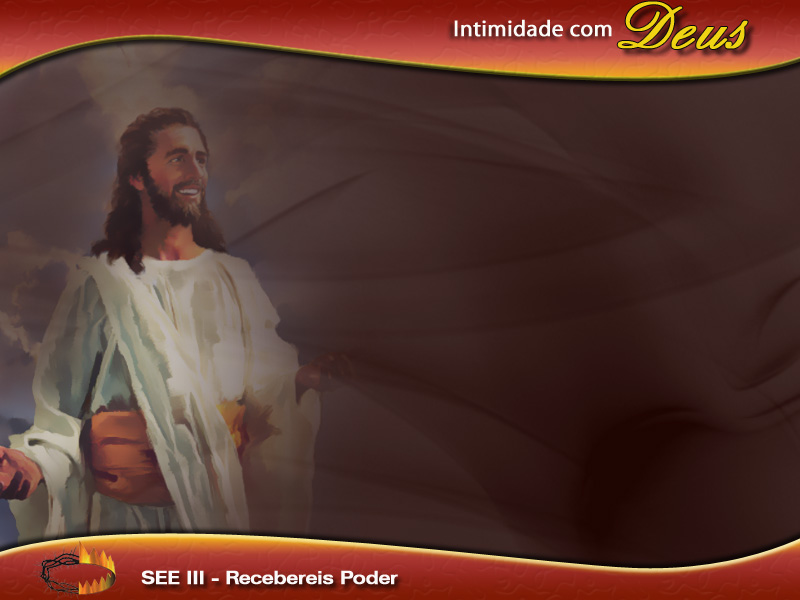 Intimidade com Deus
SEE III - Recebereis Poder